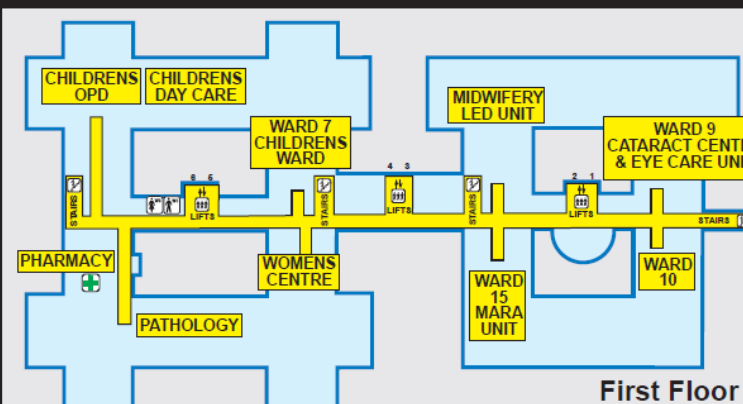 CHILDRENS
OPD
CHILDRENS
DAY CARE
MIDWIFERY
LED UNIT
WARD 7
CHILDRENS
WARD
WARD 9
CATARACT CENT
& EYE CARE UNI
6 5
4 3
2 1
STAIRS
LIFTS
STAIRS
LIFTS
STAIRS
LIFTS
STAIRS
PHARMACY
WOMENS
CENTRE
WARD
15
MARA
UNIT
WARD
10
PATHOLOGY
First Floor